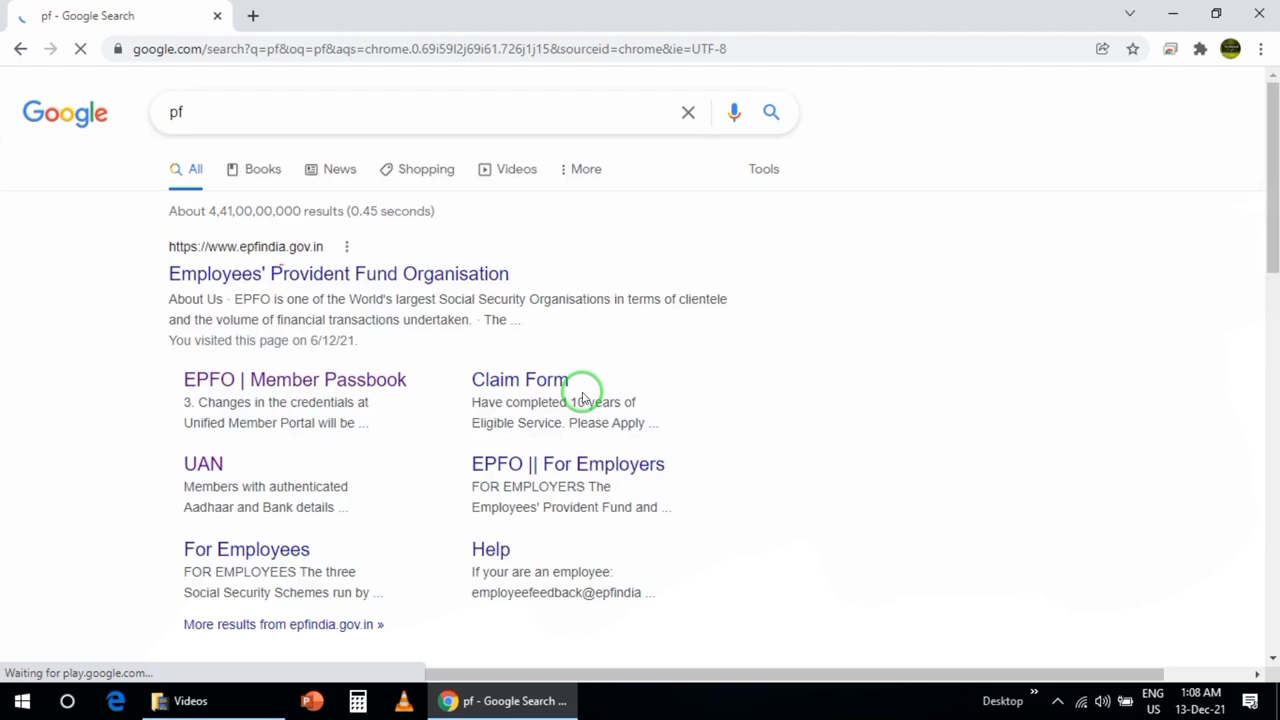 pf - Google Search
google.com/search?q=pf&oq=pf&aqs=chrome.0.69i59l2j69i61.726j1j15&sourceid=chrome&ie=UTF-8
Google
pf
All Books News Shopping Videos More Tools
About 4,41,00,00,000 results (0.45 seconds)
https://www.epfindia.gov.in
Employees' Provident Fund Organisation
About Us · EPFO is one of the World's largest Social Security Organisations in terms of clientele
and the volume of financial transactions undertaken. · The ...
You visited this page on 6/12/21.
EPFO | Member Passbook
3. Changes in the credentials at
Unified Member Portal will be ...
Claim Form
Have completed 10 years of
Eligible Service. Please Apply ...
UAN
Members with authenticated
Aadhaar and Bank details ...
EPFO || For Employers
FOR EMPLOYERS The
Employees' Provident Fund and ...
For Employees
FOR EMPLOYEES The three
Social Security Schemes run by ...
Help
If your are an employee:
employeefeedback@epfindia ...
More results from epfindia.gov.in »
Waiting for play.google.com...
Videos
pf - Google Search ...
Desktop
ENG
US
1:08 AM
13-Dec-21